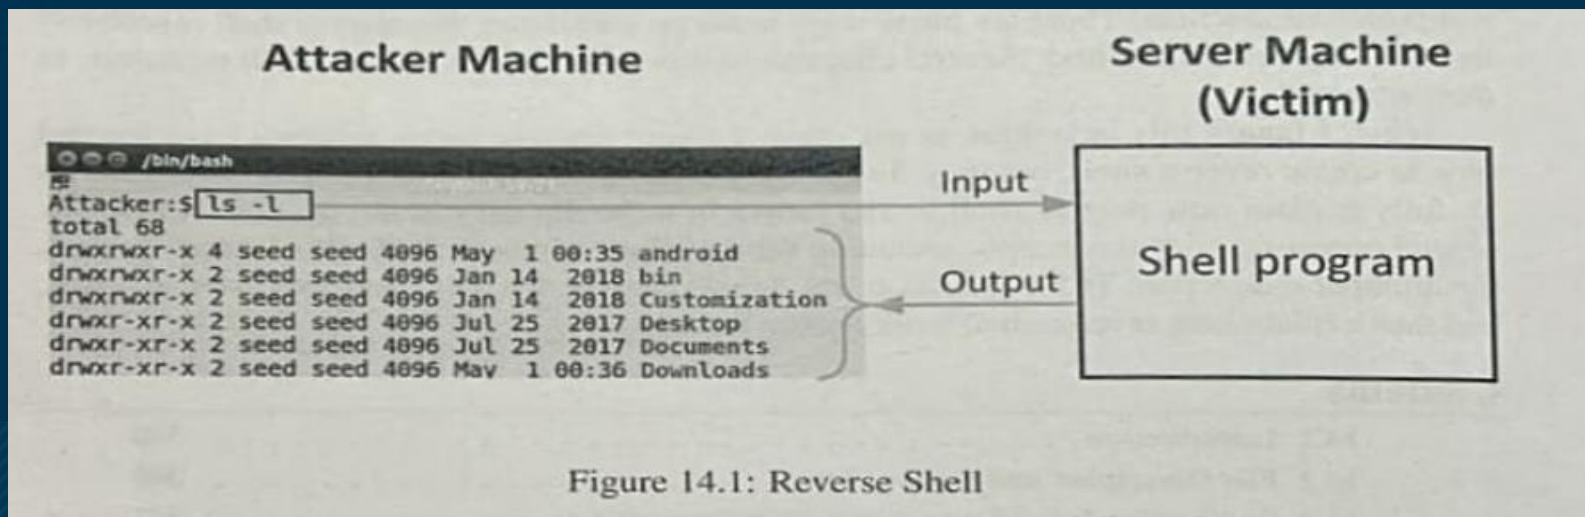 Attacker Machine
Server Machine
(Victim)
/bin/bash
Attacker:$ ls -l
total 68
drwxrwxr-x 4 seed seed 4096 May  1 00:35 android
drwxrwxr-x 2 seed seed 4096 Jan 14  2018 bin
drwxrwxr-x 2 seed seed 4096 Jan 14  2018 Customization
drwxr-xr-x 2 seed seed 4096 Jul 25  2017 Desktop
drwxr-xr-x 2 seed seed 4096 Jul 25  2017 Documents
drwxr-xr-x 2 seed seed 4096 May  1 00:36 Downloads
Input
Output
Shell program
Figure 14.1: Reverse Shell